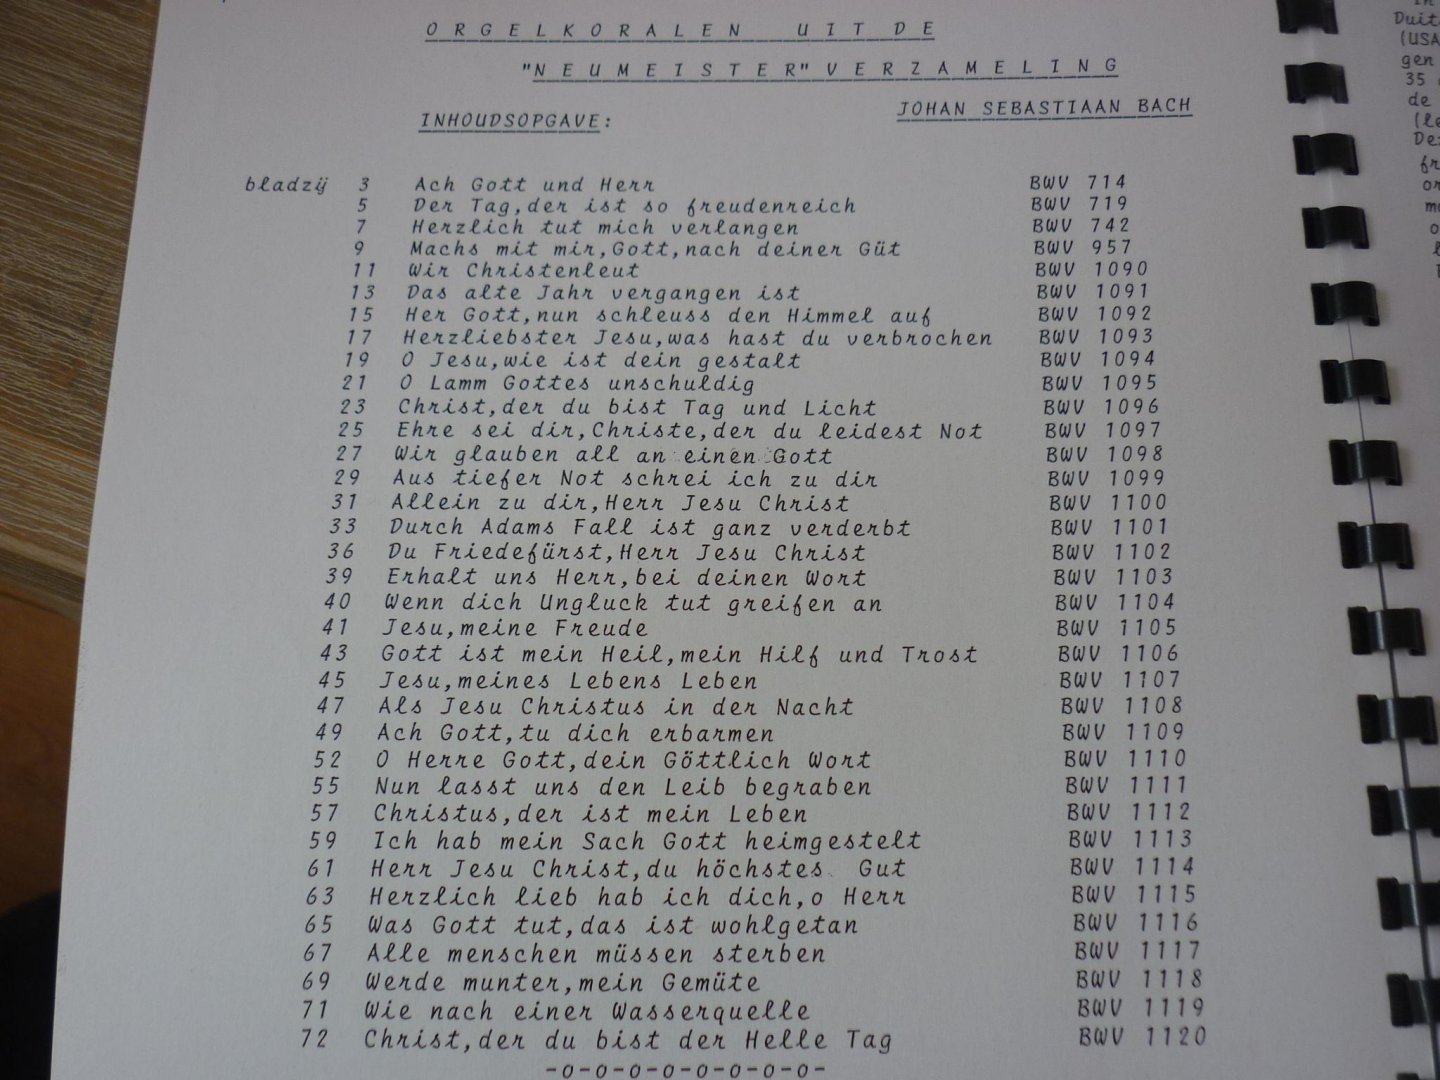 ORGELKORALEN UIT DE
"NEUMEISTER" VERZAMELING
INHOUDSOPGAVE: JOHAN SEBASTIAAN BACH
bladzij 3 Ach Gott und Herr BWV 714
5 Der Tag,der ist so freudenreich BWV 719
7 Herzlich tut mich verlangen BWV 742
9 Machs mit mir,Gott,nach deiner Güt BWV 957
11 Wir Christenleut BWV 1090
13 Das alte Jahr vergangen ist BWV 1091
15 Her Gott,nun schleuss den Himmel auf BWV 1092
17 Herzliebster Jesu,was hast du verbrochen BWV 1093
19 O Jesu,wie ist dein gestalt BWV 1094
21 O Lamm Gottes unschuldig BWV 1095
23 Christ,der du bist Tag und Licht BWV 1096
25 Ehre sei dir,Christe,der du leidest Not BWV 1097
27 Wir glauben all an einen Gott BWV 1098
29 Aus tiefer Not schrei ich zu dir BWV 1099
31 Allein zu dir,Herr Jesu Christ BWV 1100
33 Durch Adams Fall ist ganz verderbt BWV 1101
36 Du Friedefürst,Herr Jesu Christ BWV 1102
39 Erhalt uns Herr,bei deinen Wort BWV 1103
40 Wenn dich Ungluck tut greifen an BWV 1104
41 Jesu,meine Freude BWV 1105
43 Gott ist mein Heil,mein Hilf und Trost BWV 1106
45 Jesu,meines Lebens Leben BWV 1107
47 Als Jesu Christus in der Nacht BWV 1108
49 Ach Gott,tu dich erbarmen BWV 1109
52 O Herre Gott,dein Göttlich Wort BWV 1110
55 Nun lasst uns den Leib begraben BWV 1111
57 Christus,der ist mein Leben BWV 1112
59 Ich hab mein Sach Gott heimgestelt BWV 1113
61 Herr Jesu Christ,du höchstes Gut BWV 1114
63 Herzlich lieb hab ich dich,o Herr BWV 1115
65 Was Gott tut,das ist wohlgetan BWV 1116
67 Alle menschen müssen sterben BWV 1117
69 Werde munter,mein Gemüte BWV 1118
71 Wie nach einer Wasserquelle BWV 1119
72 Christ,der du bist der Helle Tag BWV 1120
-o-o-o-o-o-o-o-o-
(USA
gen
35
de